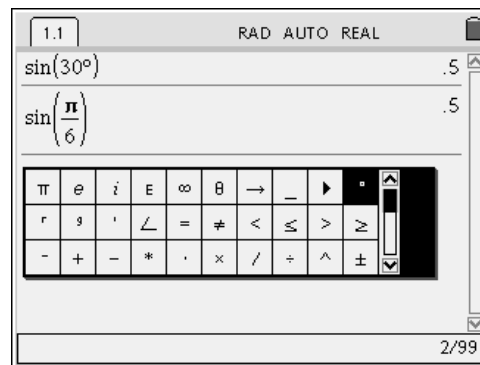 1.1 RAD AUTO REAL
sin(30°) .5
sin(π/6) .5
π e i E ∞ θ → _ ▶ °
r g ' ∠ = ≠ < ≤ > ≥
- + − * · × / ÷ ^ ±
2/99